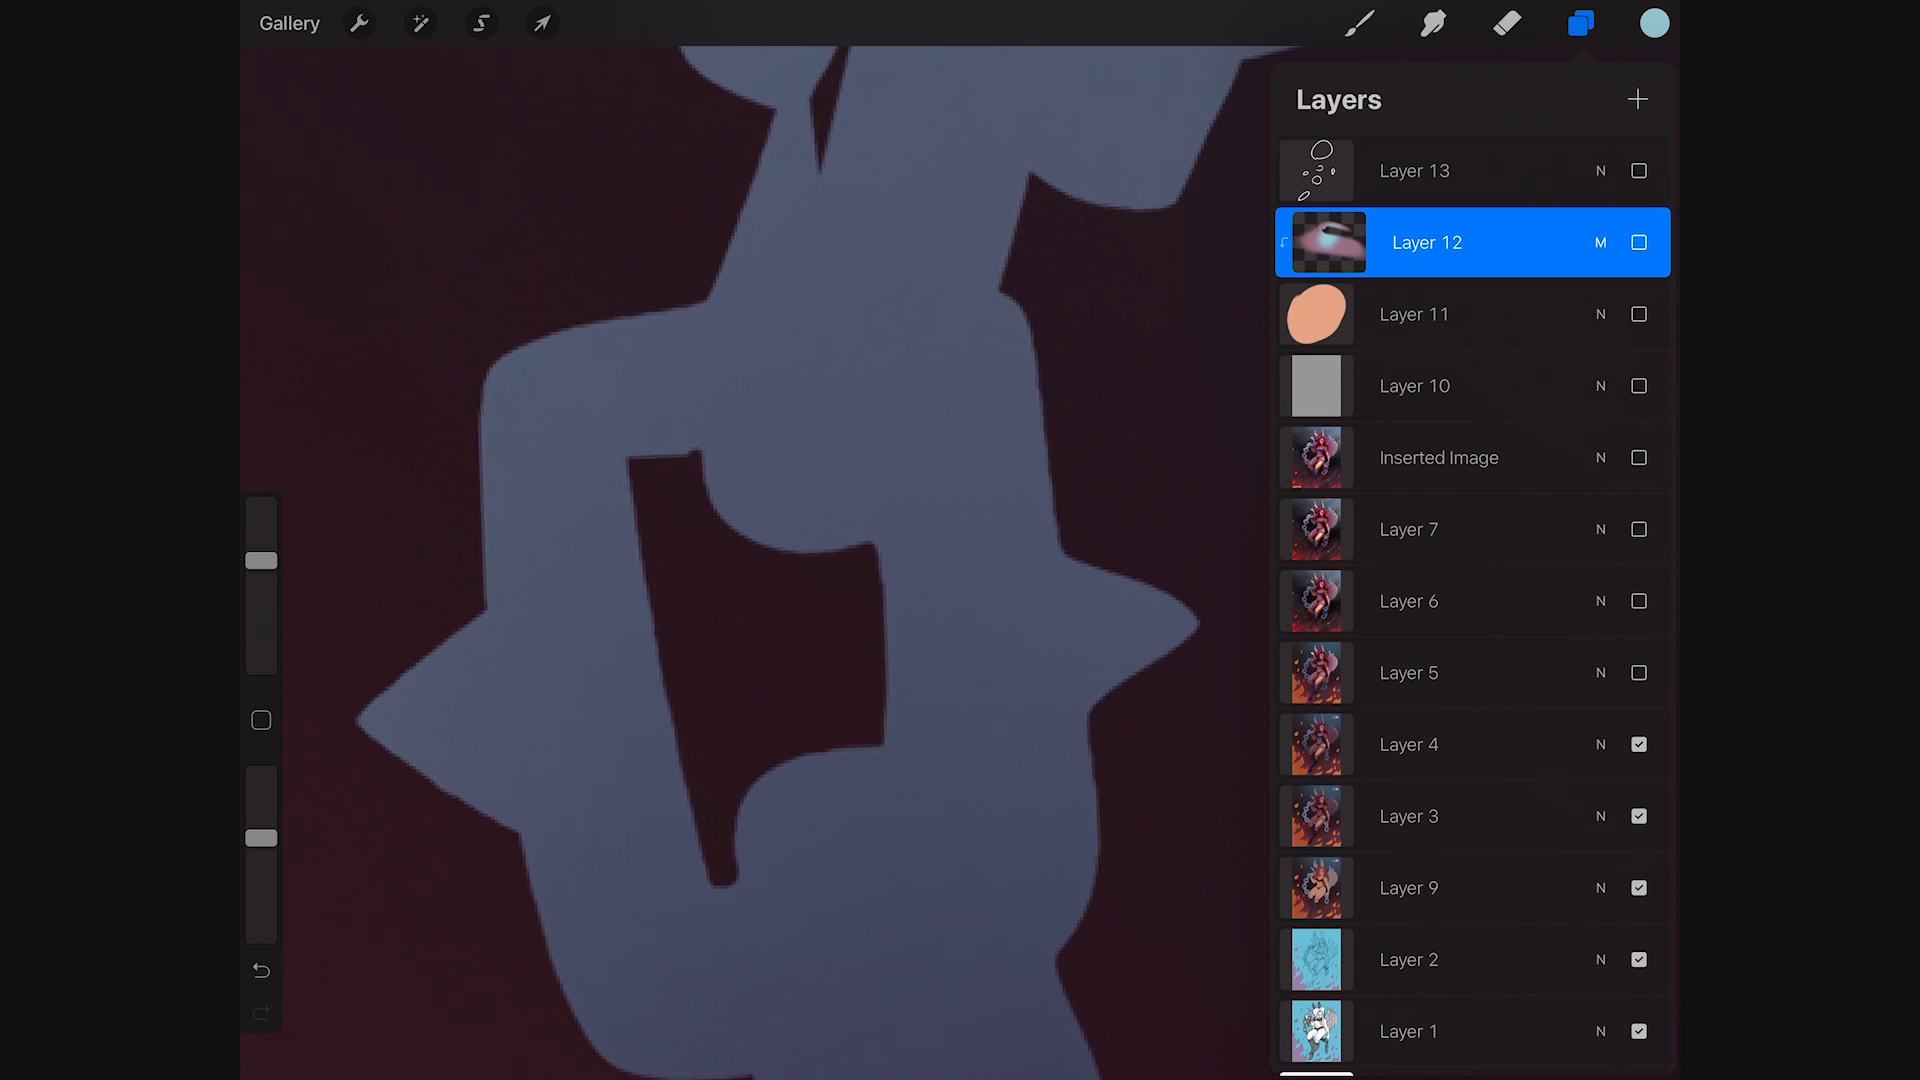 Gallery
Layers
Layer 13 N
Layer 12 M
Layer 11 N
Layer 10 N
Inserted Image N
Layer 7 N
Layer 6 N
Layer 5 N
Layer 4 N
Layer 3 N
Layer 9 N
Layer 2 N
Layer 1 N